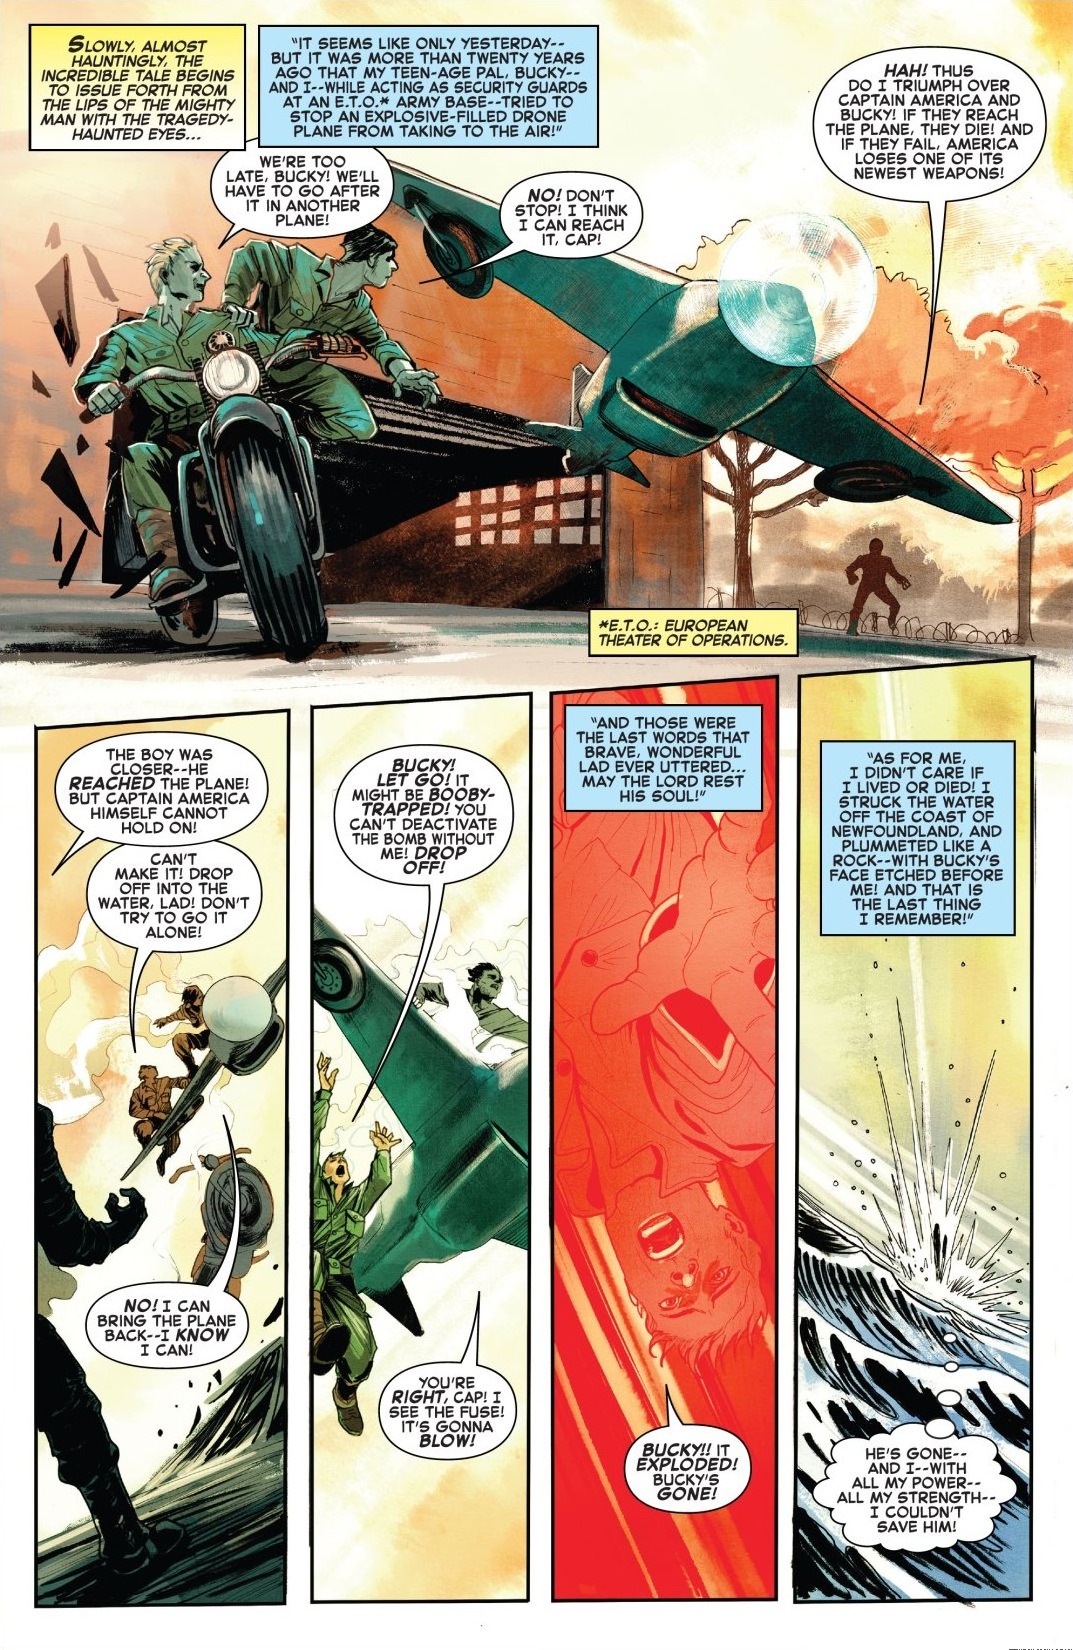 SLOWLY, ALMOST
HAUNTINGLY, THE
INCREDIBLE TALE BEGINS
TO ISSUE FORTH FROM
THE LIPS OF THE MIGHTY
MAN WITH THE TRAGEDY-
HAUNTED EYES...
"IT SEEMS LIKE ONLY YESTERDAY--
BUT IT WAS MORE THAN TWENTY YEARS
AGO THAT MY TEEN-AGE PAL, BUCKY--
AND I--WHILE ACTING AS SECURITY GUARDS
AT AN E.T.O.* ARMY BASE--TRIED TO
STOP AN EXPLOSIVE-FILLED DRONE
PLANE FROM TAKING TO THE AIR!"
WE'RE TOO
LATE, BUCKY! WE'LL
HAVE TO GO AFTER
IT IN ANOTHER
PLANE!
NO! DON'T
STOP! I THINK
I CAN REACH
IT, CAP!
HAH! THUS
DO I TRIUMPH OVER
CAPTAIN AMERICA AND
BUCKY! IF THEY REACH
THE PLANE, THEY DIE! AND
IF THEY FAIL, AMERICA
LOSES ONE OF ITS
NEWEST WEAPONS!
*E.T.O.: EUROPEAN
THEATER OF OPERATIONS.
THE BOY WAS
CLOSER--HE
REACHED THE PLANE!
BUT CAPTAIN AMERICA
HIMSELF CANNOT
HOLD ON!
CAN'T
MAKE IT! DROP
OFF INTO THE
WATER, LAD! DON'T
TRY TO GO IT
ALONE!
NO! I CAN
BRING THE PLANE
BACK--I KNOW
I CAN!
BUCKY!
LET GO! IT
MIGHT BE BOOBY-
TRAPPED! YOU
CAN'T DEACTIVATE
THE BOMB WITHOUT
ME! DROP
OFF!
YOU'RE
RIGHT, CAP! I
SEE THE FUSE!
IT'S GONNA
BLOW!
"AND THOSE WERE
THE LAST WORDS THAT
BRAVE, WONDERFUL
LAD EVER UTTERED...
MAY THE LORD REST
HIS SOUL!"
BUCKY!! IT
EXPLODED!
BUCKY'S
GONE!
"AS FOR ME,
I DIDN'T CARE IF
I LIVED OR DIED! I
STRUCK THE WATER
OFF THE COAST OF
NEWFOUNDLAND, AND
PLUMMETED LIKE A
ROCK--WITH BUCKY'S
FACE ETCHED BEFORE
ME! AND THAT IS
THE LAST THING
I REMEMBER!"
HE'S GONE--
AND I--WITH
ALL MY POWER--
ALL MY STRENGTH--
I COULDN'T
SAVE HIM!